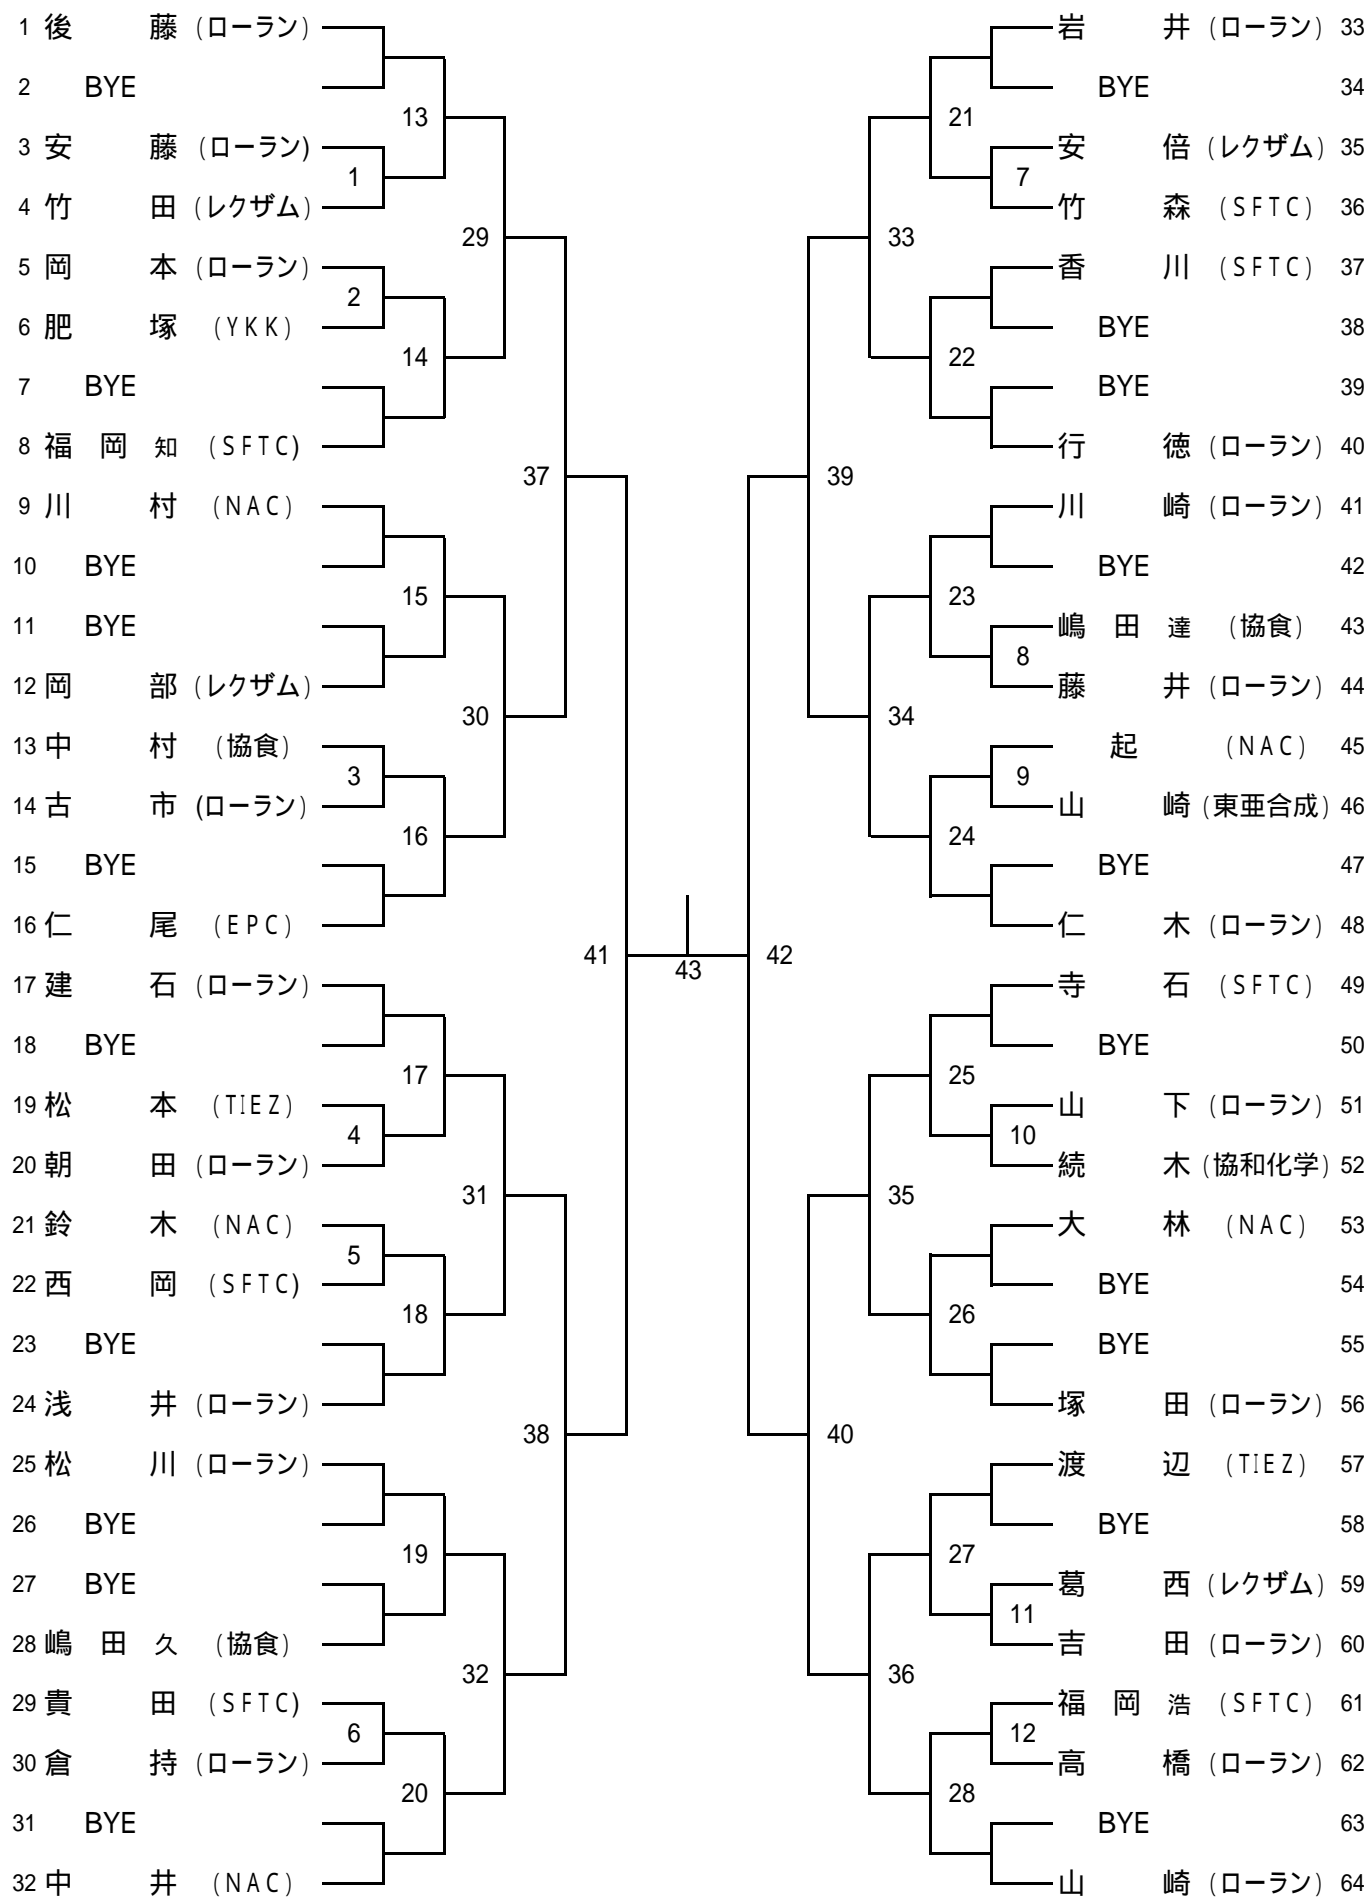 1 後 藤 (ローラン)
2 BYE
13
3 安 藤 (ローラン)
1
4 竹 田 (レクザム)
29
5 岡 本 (ローラン)
2
6 肥 塚 (YKK)
14
7 BYE
8 福 岡 知 (SFTC)
37
9 川 村 (NAC)
10 BYE
15
11 BYE
12 岡 部 (レクザム)
30
13 中 村 (協食)
3
14 古 市 (ローラン)
16
15 BYE
16 仁 尾 (EPC)
41
17 建 石 (ローラン)
18 BYE
17
19 松 本 (TIEZ)
4
20 朝 田 (ローラン)
31
21 鈴 木 (NAC)
5
22 西 岡 (SFTC)
18
23 BYE
24 浅 井 (ローラン)
38
25 松 川 (ローラン)
26 BYE
19
27 BYE
28 嶋 田 久 (協食)
32
29 貴 田 (SFTC)
6
30 倉 持 (ローラン)
20
31 BYE
32 中 井 (NAC)
43
岩 井 (ローラン) 33
BYE 34
21
安 倍 (レクザム) 35
7
竹 森 (SFTC) 36
33
香 川 (SFTC) 37
BYE 38
22
BYE 39
行 徳 (ローラン) 40
39
川 崎 (ローラン) 41
BYE 42
23
嶋 田 達 (協食) 43
8
藤 井 (ローラン) 44
34
起 (NAC) 45
9
山 崎 (東亜合成) 46
24
BYE 47
仁 木 (ローラン) 48
42
寺 石 (SFTC) 49
BYE 50
25
山 下 (ローラン) 51
10
続 木 (協和化学) 52
35
大 林 (NAC) 53
BYE 54
26
BYE 55
塚 田 (ローラン) 56
40
渡 辺 (TIEZ) 57
BYE 58
27
葛 西 (レクザム) 59
11
吉 田 (ローラン) 60
36
福 岡 浩 (SFTC) 61
12
高 橋 (ローラン) 62
28
BYE 63
山 崎 (ローラン) 64